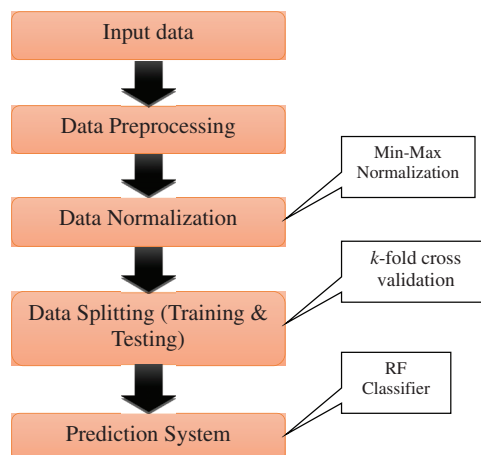 Input data
Data Preprocessing
Min-Max
Normalization
Data Normalization
k-fold cross
validation
Data Splitting (Training &
Testing)
RF
Classifier
Prediction System